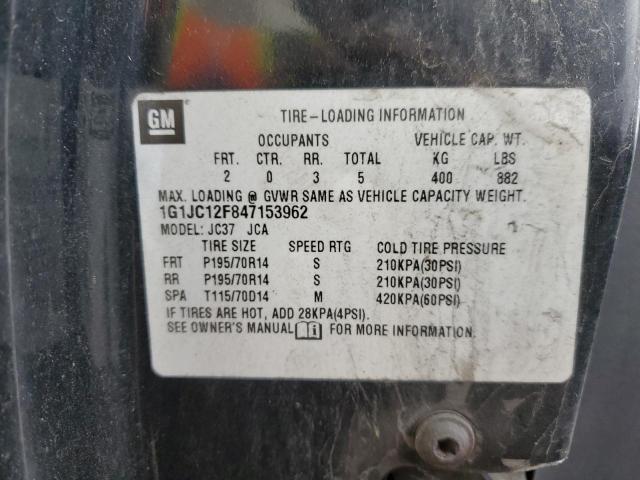 GM
TIRE-LOADING INFORMATION
OCCUPANTS VEHICLE CAP. WT.
FRT. CTR. RR. TOTAL KG LBS
2 0 3 5 400 882
MAX. LOADING @ GVWR SAME AS VEHICLE CAPACITY WEIGHT.
1G1JC12F847153962
MODEL: JC37 JCA
TIRE SIZE SPEED RTG COLD TIRE PRESSURE
FRT P195/70R14 S 210KPA(30PSI)
RR P195/70R14 S 210KPA(30PSI)
SPA T115/70D14 M 420KPA(60PSI)
IF TIRES ARE HOT, ADD 28KPA(4PSI).
SEE OWNER'S MANUAL FOR MORE INFORMATION.